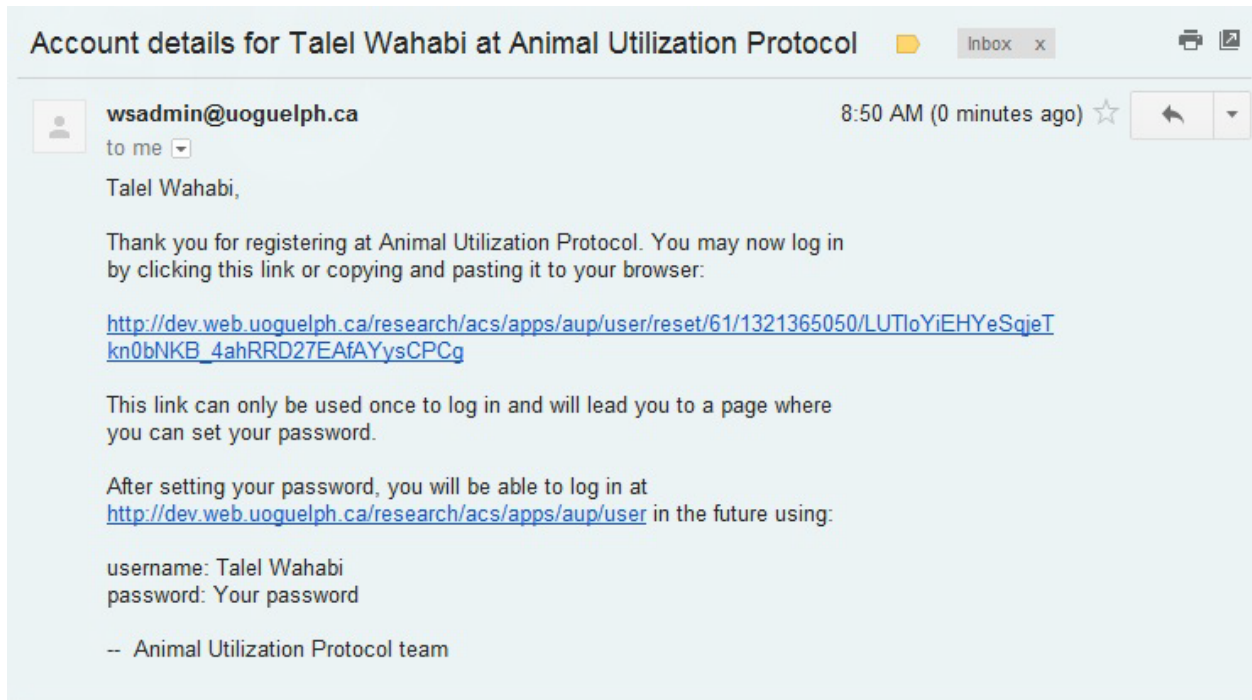 Account details for Talel Wahabi at Animal Utilization Protocol Inbox x
wsadmin@uoguelph.ca 8:50 AM (0 minutes ago)
to me
Talel Wahabi,
Thank you for registering at Animal Utilization Protocol. You may now log in
by clicking this link or copying and pasting it to your browser:
http://dev.web.uoguelph.ca/research/acs/apps/aup/user/reset/61/1321365050/LUTloYiEHYeSqjeT
kn0bNKB_4ahRRD27EAfAYysCPCg
This link can only be used once to log in and will lead you to a page where
you can set your password.
After setting your password, you will be able to log in at
http://dev.web.uoguelph.ca/research/acs/apps/aup/user in the future using:
username: Talel Wahabi
password: Your password
-- Animal Utilization Protocol team